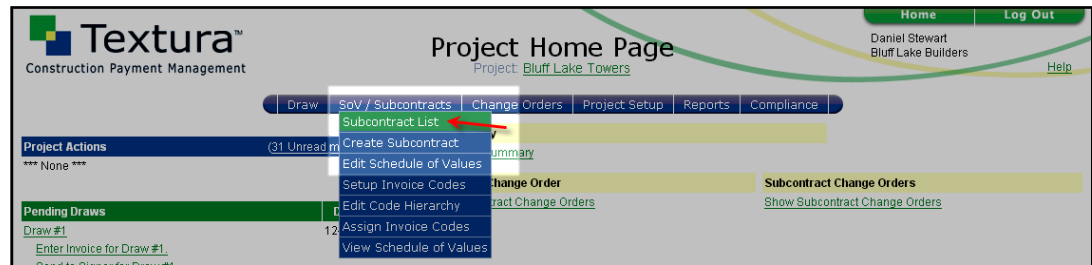 Home Log Out
Textura™
Construction Payment Management
Project Home Page
Project: Bluff Lake Towers
Daniel Stewart
Bluff Lake Builders
Help
Draw SoV / Subcontracts Change Orders Project Setup Reports Compliance
Subcontract List
Create Subcontract
Edit Schedule of Values
Setup Invoice Codes
Edit Code Hierarchy
Assign Invoice Codes
View Schedule of Values
Project Actions (31 Unread
*** None ***
Change Order
Subcontract Change Orders
Change Orders
Show Subcontract Change Orders
Pending Draws
Draw #1 12
Enter Invoice for Draw #1.